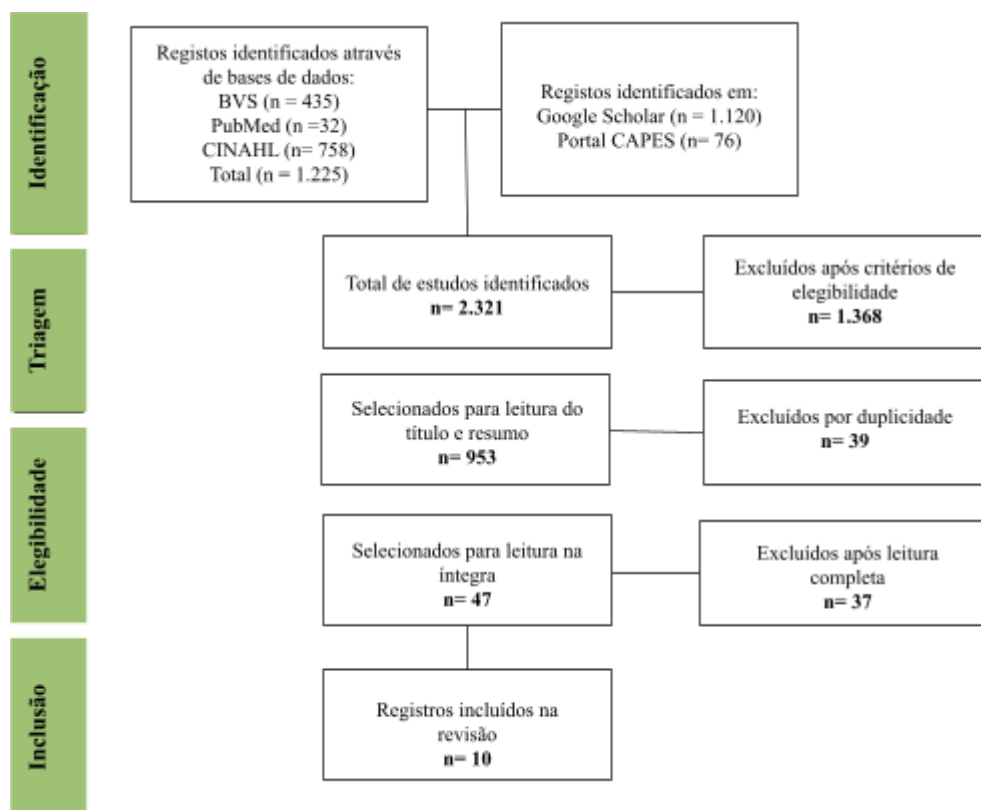 Identificação
Registos identificados através
de bases de dados:
BVS (n = 435)
PubMed (n =32)
CINAHL (n= 758)
Total (n = 1.225)
Registos identificados em:
Google Scholar (n = 1.120)
Portal CAPES (n= 76)
Triagem
Total de estudos identificados
n= 2.321
Excluídos após critérios de
elegibilidade
n= 1.368
Selecionados para leitura do
título e resumo
n= 953
Excluídos por duplicidade
n= 39
Elegibilidade
Selecionados para leitura na
íntegra
n= 47
Excluídos após leitura
completa
n= 37
Inclusão
Registros incluídos na
revisão
n= 10